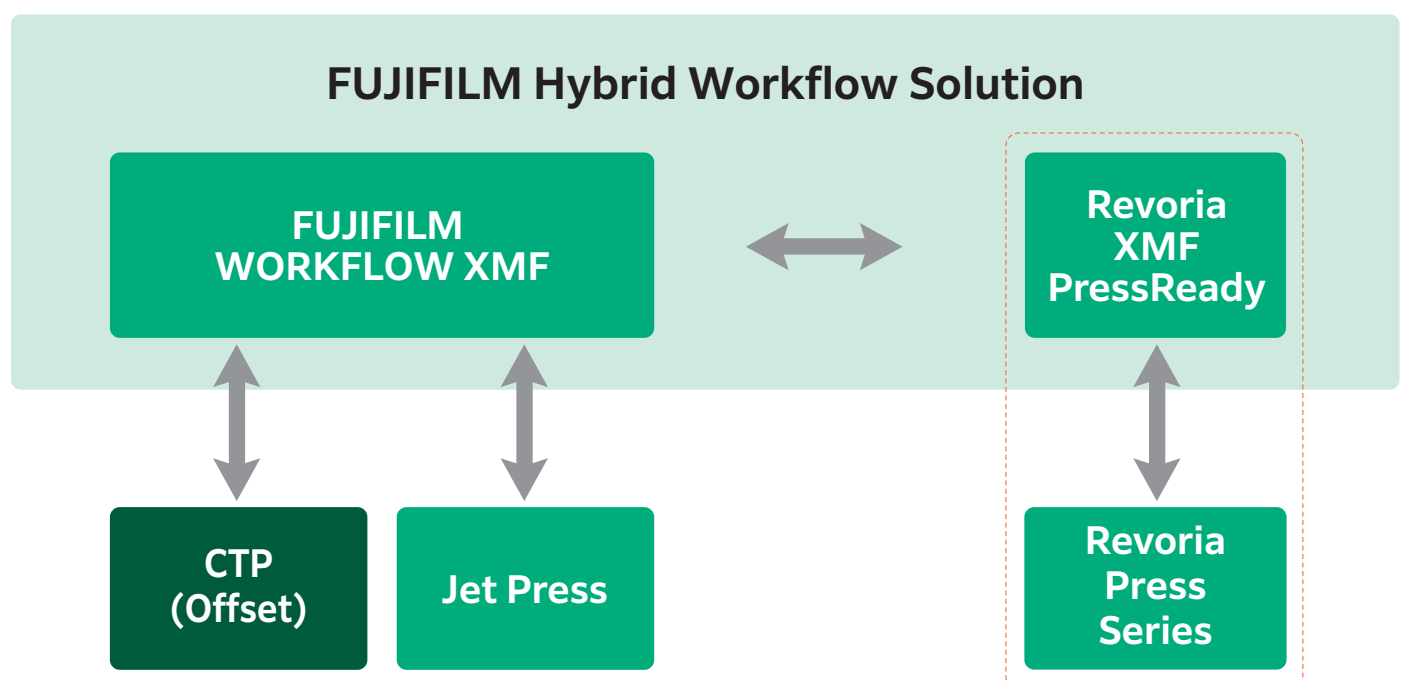 FUJIFILM Hybrid Workflow Solution
FUJIFILM
WORKFLOW XMF
Revoria
XMF
PressReady
CTP
(Offset)
Jet Press
Revoria
Press
Series